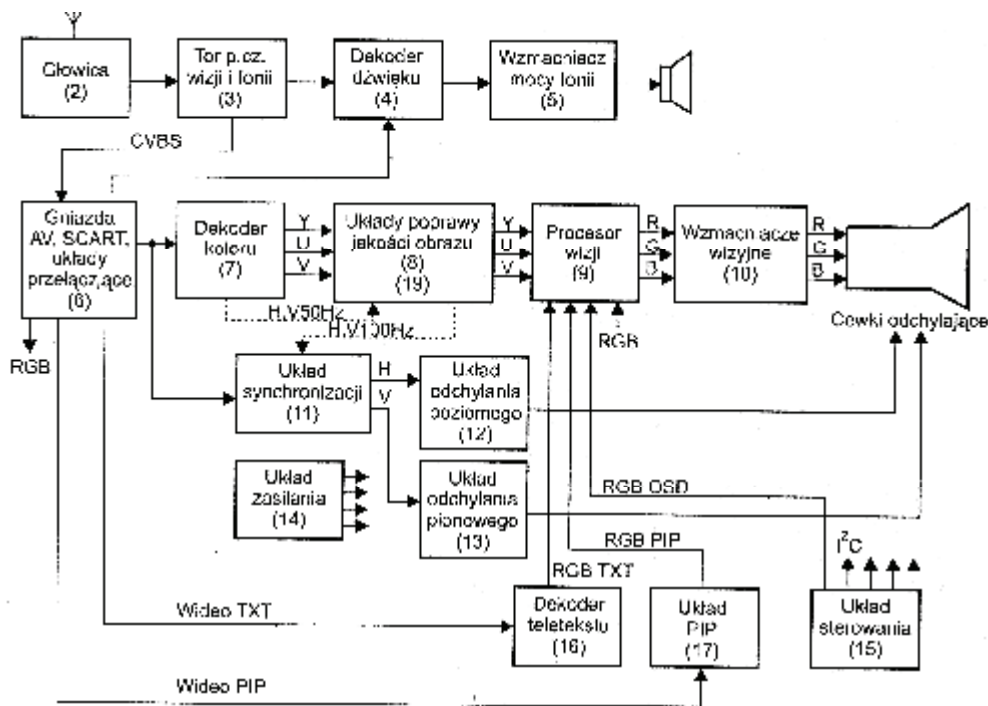 Głowica
(2)
Tor p.cz.
wizji i fonii
(3)
Dekoder
dźwięku
(4)
Wzmacniacz
mocy fonii
(5)
CVBS
Gniazda
AV, SCART,
układy
przełączjące
(6)
RGB
Dekoder
koloru
(7)
Y
U
V
Układy poprawy
jakości obrazu
(8)
(19)
Y
U
V
Procesor
wizji
(9)
R
G
B
Wzmacniacze
wizyjne
(10)
R
G
B
Cewki odchylające
H,V50Hz
H,V100Hz
RGB
Układ
synchronizacji
(11)
H
V
Układ
odchylania
poziomego
(12)
Układ
zasilania
(14)
Układ
odchylania
pionowego
(13)
RGB OSD
RGB PIP
RGB TXT
I²C
Wideo TXT
Dekoder
teletekstu
(16)
Układ
PIP
(17)
Układ
sterowania
(15)
Wideo PIP